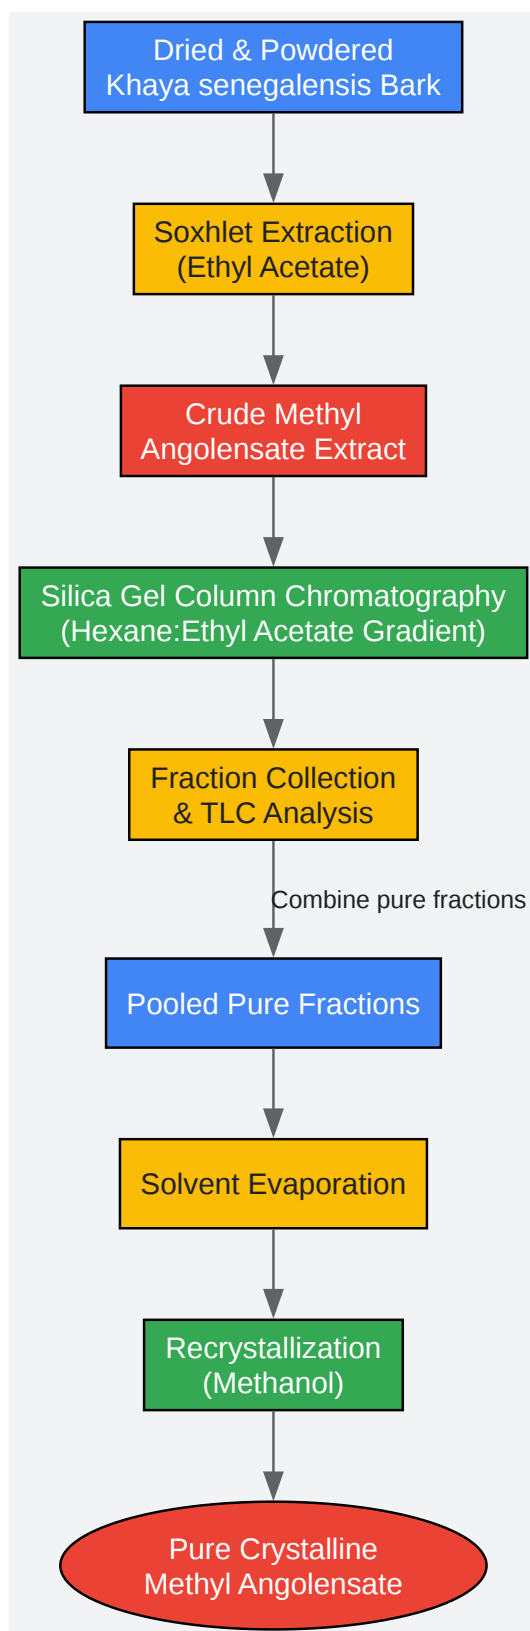 Dried & Powdered
Khaya senegalensis Bark
Soxhlet Extraction
(Ethyl Acetate)
Crude Methyl
Angolensate Extract
Silica Gel Column Chromatography
(Hexane:Ethyl Acetate Gradient)
Fraction Collection
& TLC Analysis
Combine pure fractions
Pooled Pure Fractions
Solvent Evaporation
Recrystallization
(Methanol)
Pure Crystalline
Methyl Angolensate